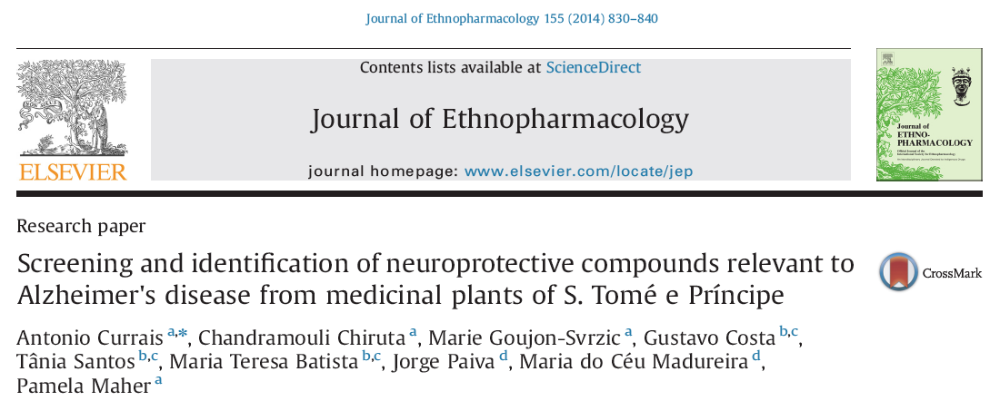 Journal of Ethnopharmacology 155 (2014) 830–840
Contents lists available at ScienceDirect
Journal of Ethnopharmacology
journal homepage: www.elsevier.com/locate/jep
ELSEVIER
Journal of
ETHNO-
PHARMACOLOGY
Research paper
Screening and identification of neuroprotective compounds relevant to
Alzheimer's disease from medicinal plants of S. Tomé e Príncipe
CrossMark
Antonio Currais a,*, Chandramouli Chiruta a, Marie Goujon-Svrzic a, Gustavo Costa b,c,
Tânia Santos b,c, Maria Teresa Batista b,c, Jorge Paiva d, Maria do Céu Madureira d,
Pamela Maher a